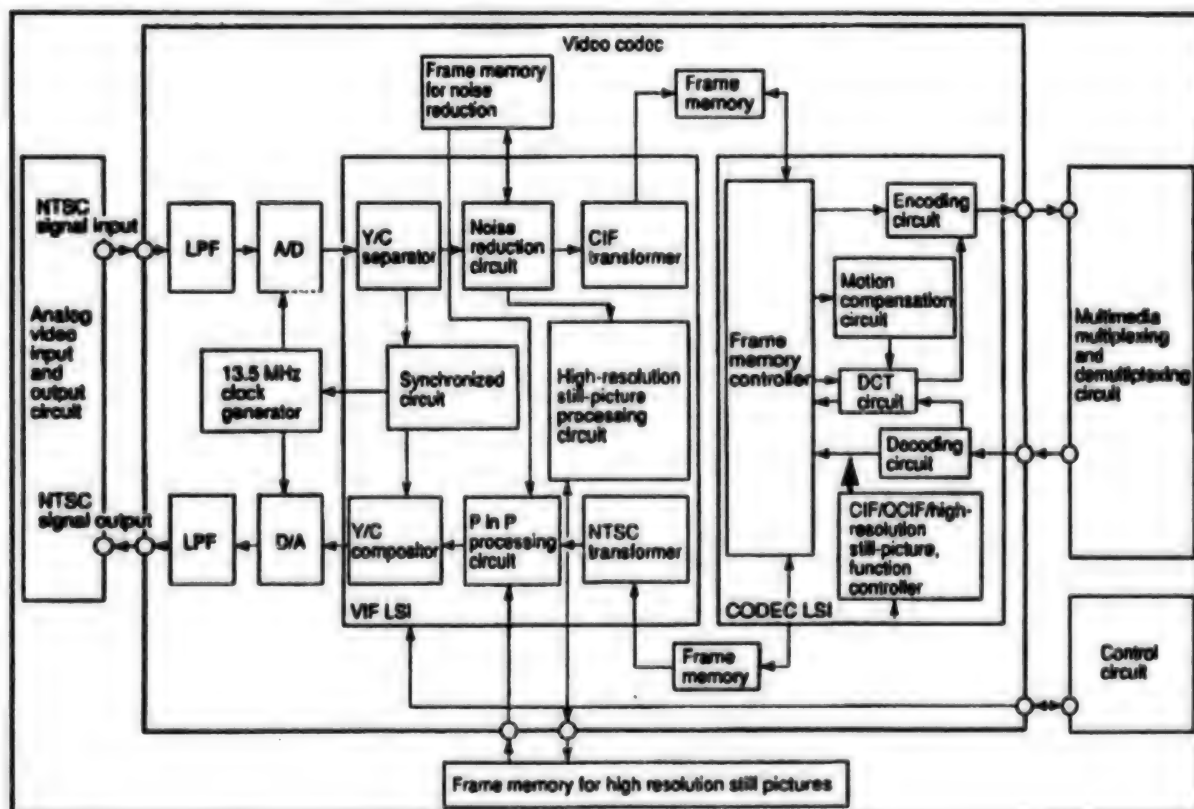 Video codec
Frame memory
for noise
reduction
Frame
memory
NTSC
signal input
LPF
A/D
Y/C
separator
Noise
reduction
circuit
CIF
transformer
Encoding
circuit
Motion
compensation
circuit
Analog
video
input
and
output
circuit
13.5 MHz
clock
generator
Synchronized
circuit
High-resolution
still-picture
processing
circuit
Frame
memory
controller
DCT
circuit
Decoding
circuit
Multimedia
multiplexing
and
demultiplexing
circuit
NTSC
signal output
LPF
D/A
Y/C
compositor
P in P
processing
circuit
NTSC
transformer
CIF/QCIF/high-
resolution
still-picture,
function
controller
VIF LSI
CODEC LSI
Frame
memory
Control
circuit
Frame memory for high resolution still pictures